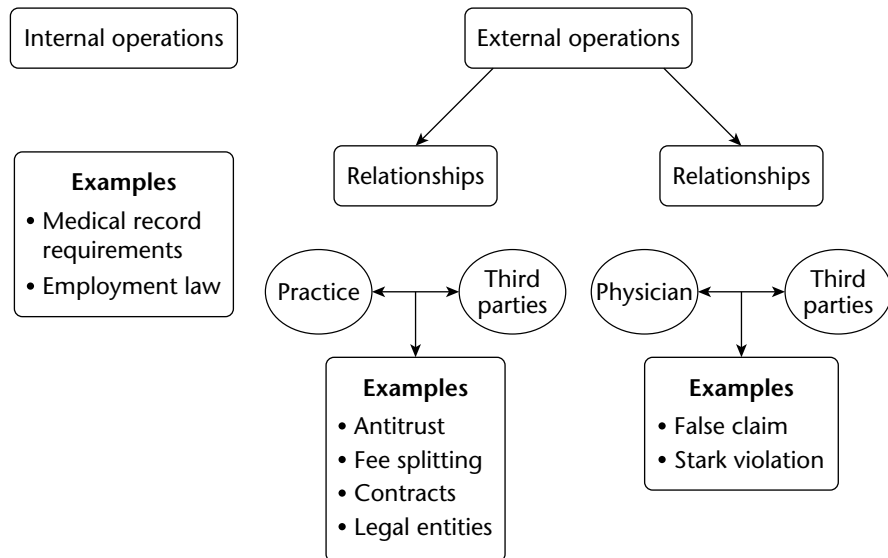 Internal operations
External operations
Relationships
Relationships
Examples
• Medical record
requirements
• Employment law
Practice
Third
parties
Physician
Third
parties
Examples
• Antitrust
• Fee splitting
• Contracts
• Legal entities
Examples
• False claim
• Stark violation